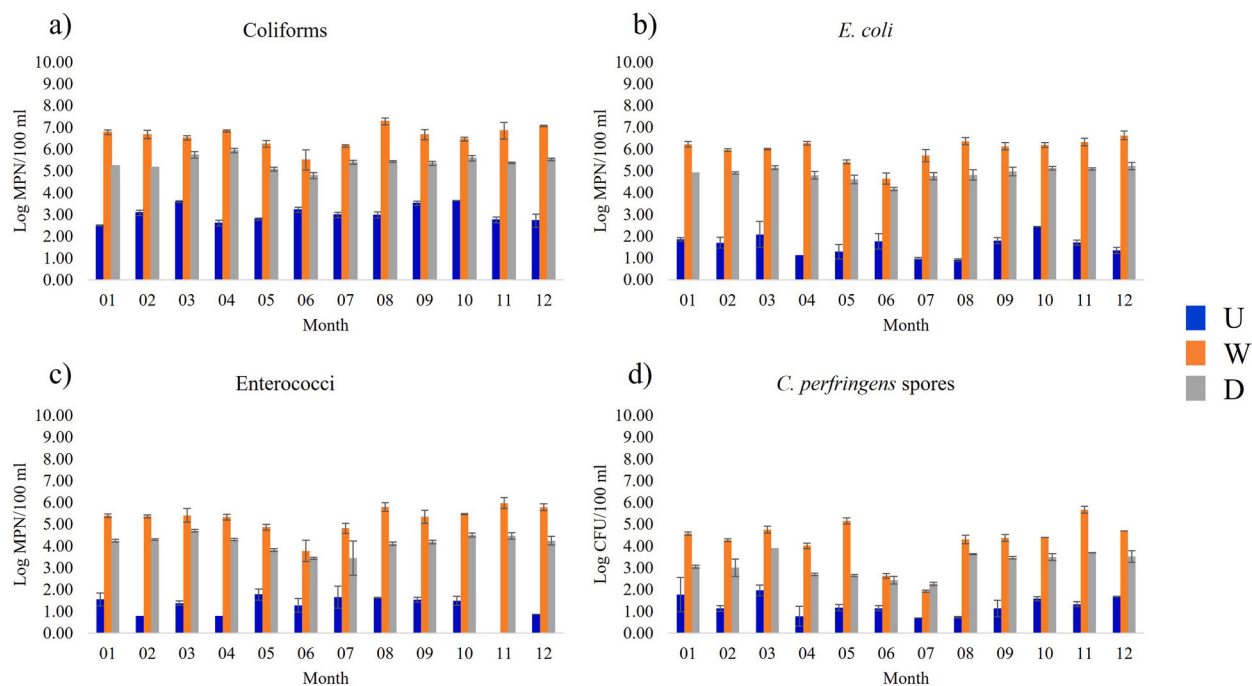 a)
Coliforms
Log MPN/100 ml
10.00
9.00
8.00
7.00
6.00
5.00
4.00
3.00
2.00
1.00
0.00
01 02 03 04 05 06 07 08 09 10 11 12
Month
b)
E. coli
Log MPN/100 ml
10.00
9.00
8.00
7.00
6.00
5.00
4.00
3.00
2.00
1.00
0.00
01 02 03 04 05 06 07 08 09 10 11 12
Month
c)
Enterococci
Log MPN/100 ml
10.00
9.00
8.00
7.00
6.00
5.00
4.00
3.00
2.00
1.00
0.00
01 02 03 04 05 06 07 08 09 10 11 12
Month
d)
C. perfringens spores
Log CFU/100 ml
10.00
9.00
8.00
7.00
6.00
5.00
4.00
3.00
2.00
1.00
0.00
01 02 03 04 05 06 07 08 09 10 11 12
Month
U
W
D